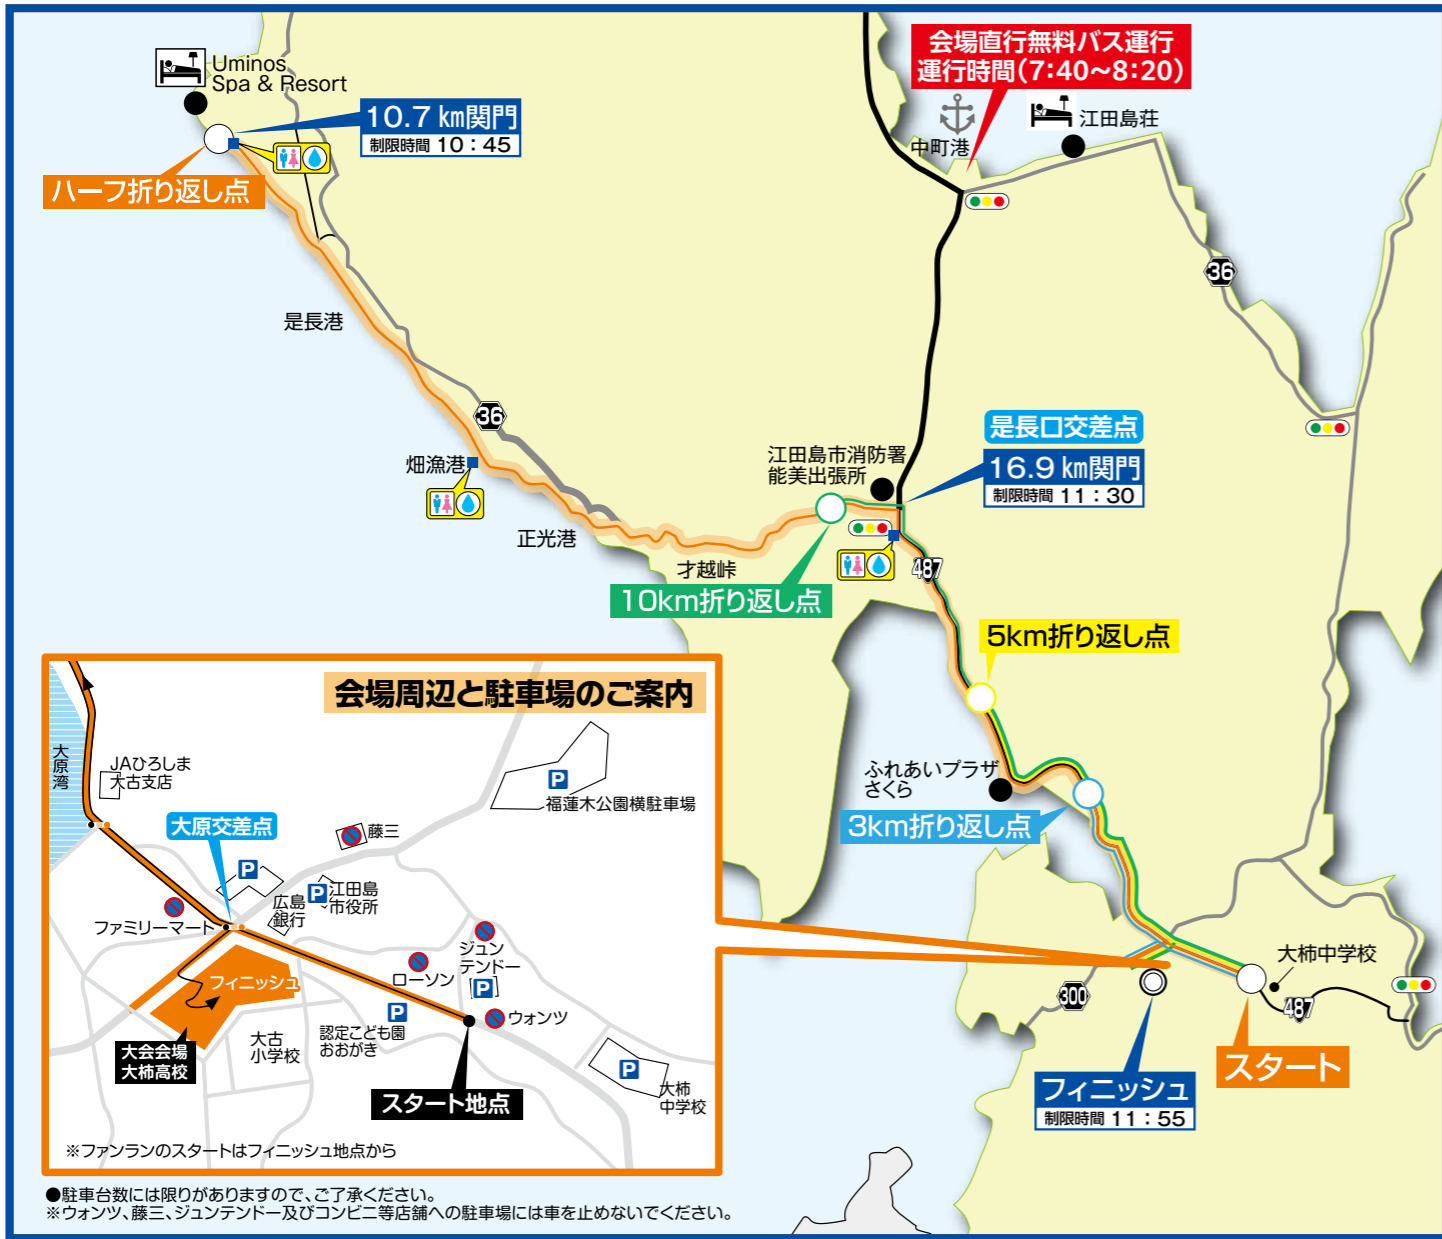 Uminos
Spa & Resort
10.7 km関門
制限時間 10：45
ハーフ折り返し点
会場直行無料バス運行
運行時間(7:40～8:20)
中町港
江田島荘
36
是長港
36
畑漁港
正光港
才越峠
江田島市消防署
能美出張所
是長口交差点
16.9 km関門
制限時間 11：30
10km折り返し点
487
5km折り返し点
ふれあいプラザ
さくら
3km折り返し点
大柿中学校
300
487
スタート
フィニッシュ
制限時間 11：55
会場周辺と駐車場のご案内
大原湾
JAひろしま
大古支店
大原交差点
藤三
P
福蓮木公園横駐車場
P
P
江田島
市役所
広島
銀行
ファミリーマート
フィニッシュ
ローソン
ジュン
テンドー
P
P
ウォンツ
大会会場
大柿高校
大古
小学校
認定こども園
おおがき
P
大柿
中学校
スタート地点
※ファンランのスタートはフィニッシュ地点から
●駐車台数には限りがありますので、ご了承ください。
※ウォンツ、藤三、ジュンテンドー及びコンビニ等店舗への駐車場には車を止めないでください。